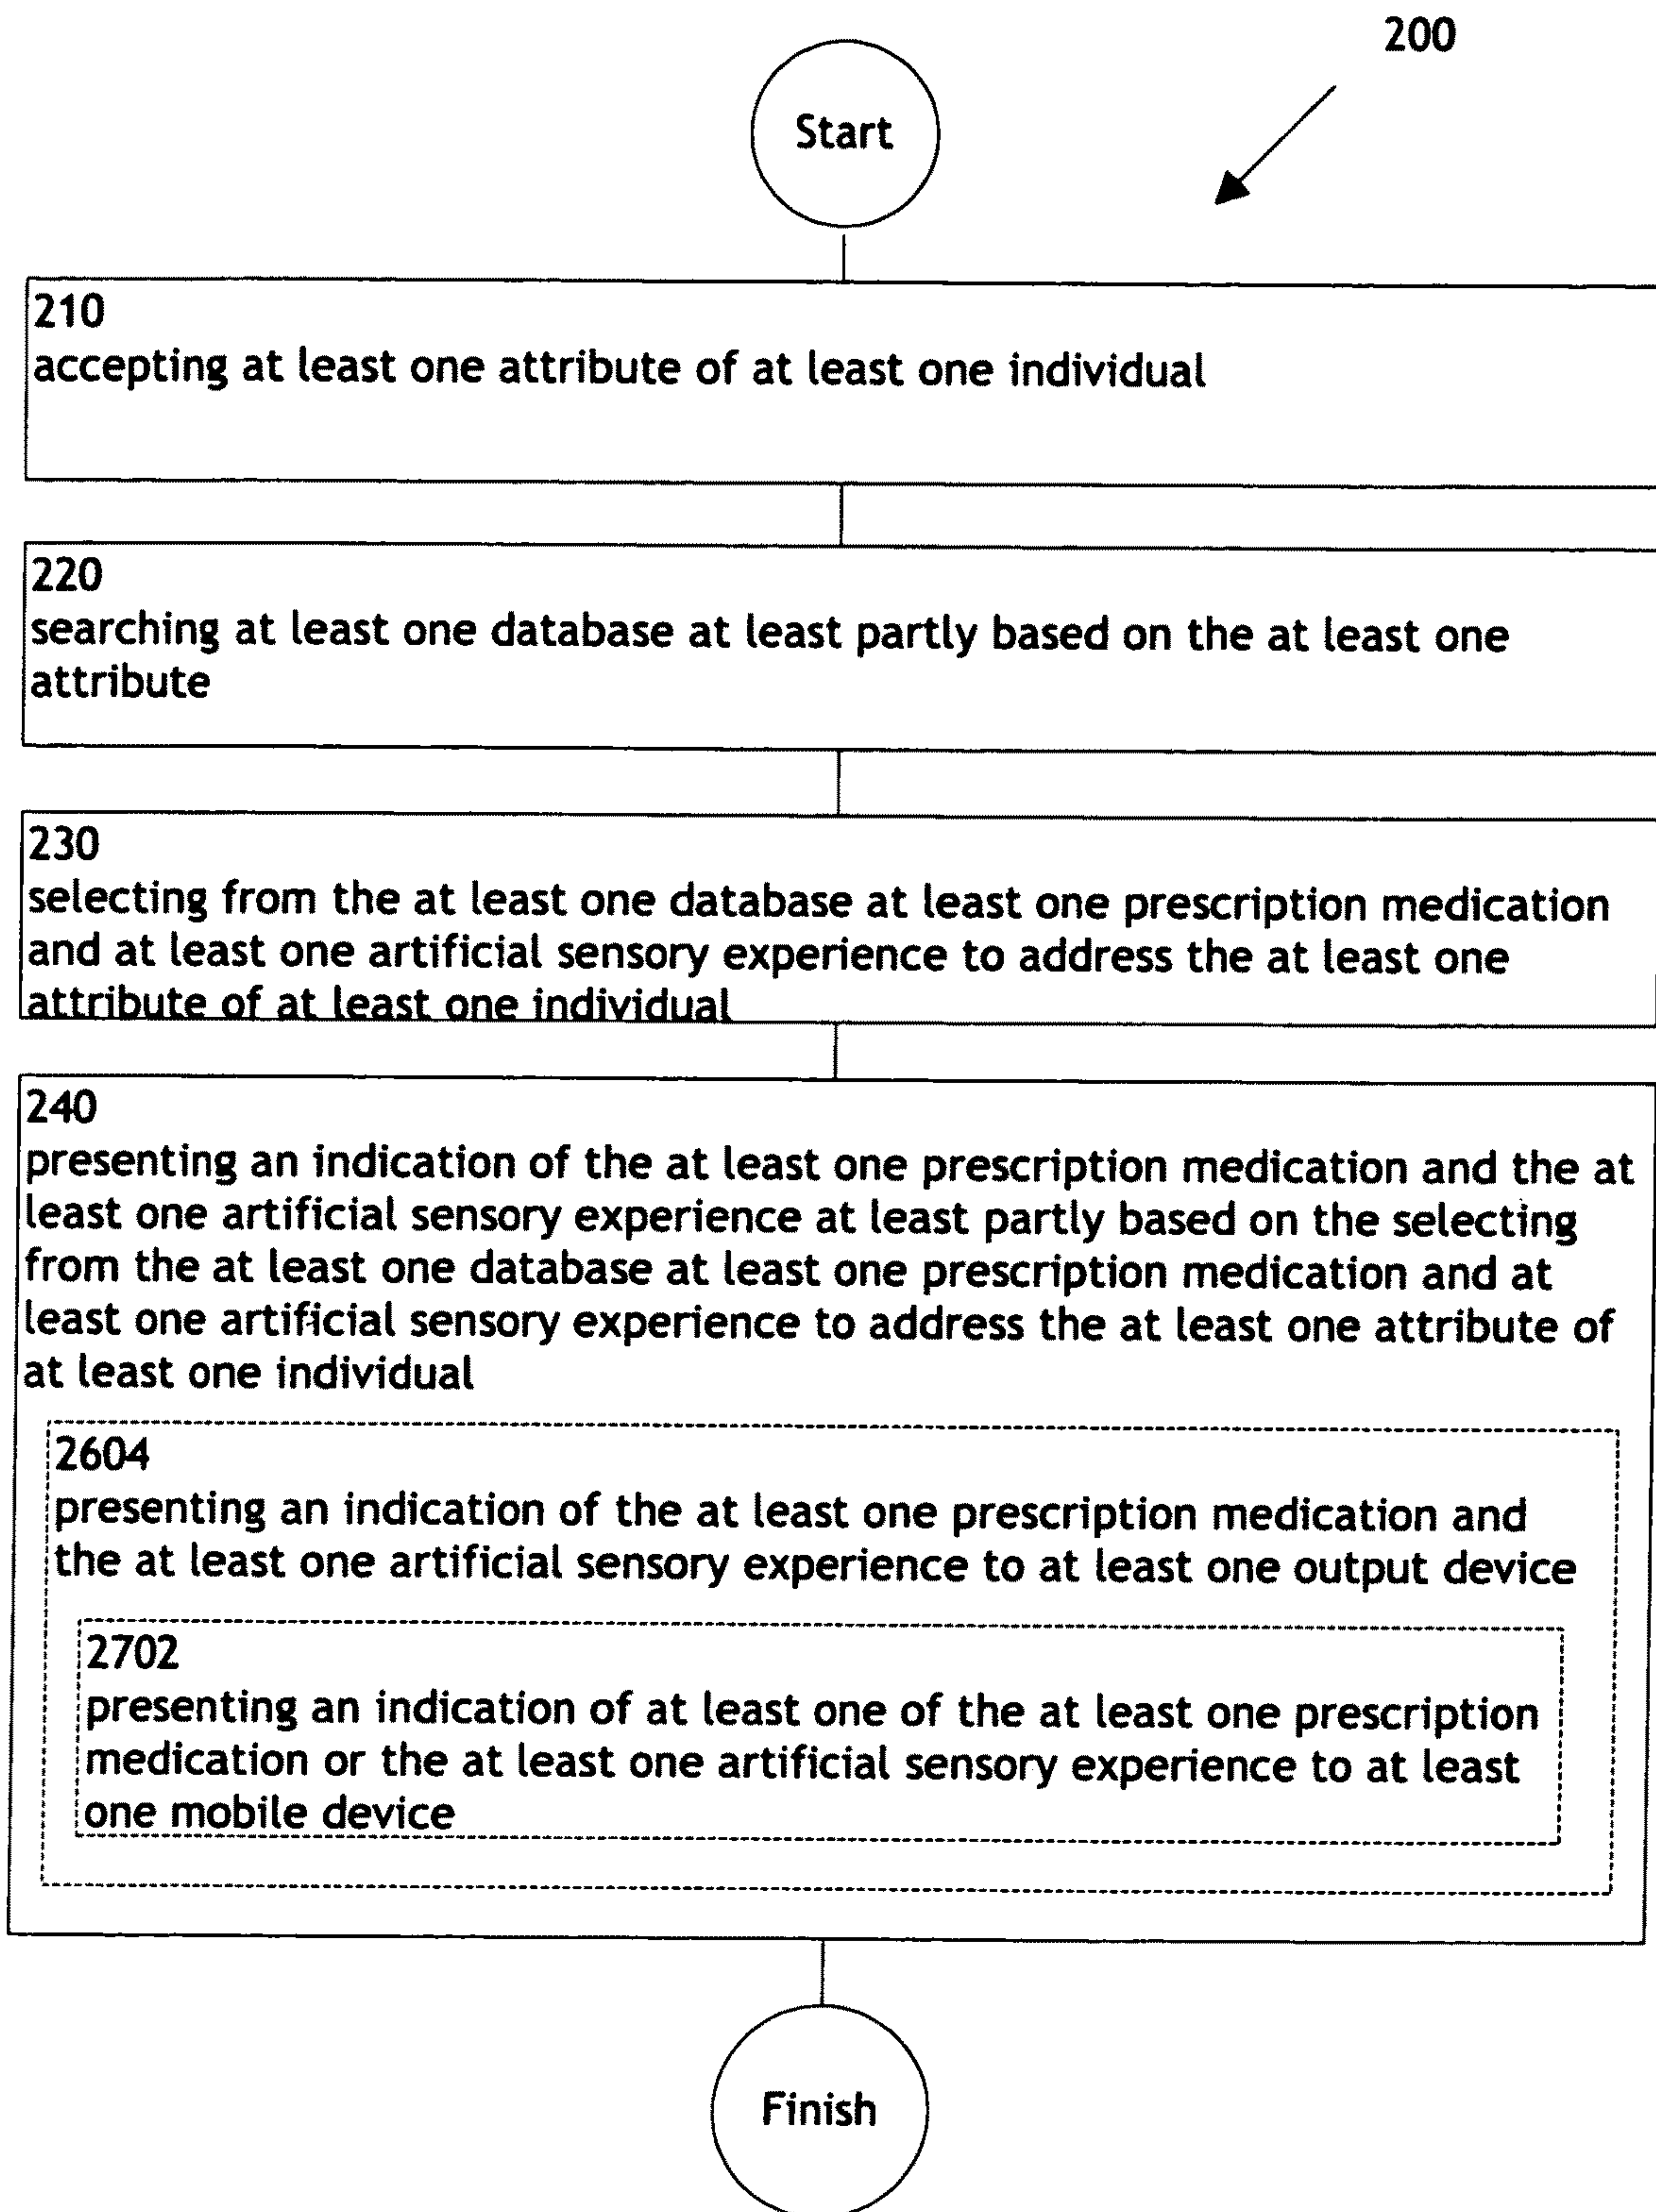 200
Start
210
accepting at least one attribute of at least one individual
220
searching at least one database at least partly based on the at least one
attribute
230
selecting from the at least one database at least one prescription medication
and at least one artificial sensory experience to address the at least one
attribute of at least one individual
240
presenting an indication of the at least one prescription medication and the at
least one artificial sensory experience at least partly based on the selecting
from the at least one database at least one prescription medication and at
least one artificial sensory experience to address the at least one attribute of
at least one individual
2604
presenting an indication of the at least one prescription medication and
the at least one artificial sensory experience to at least one output device
2702
presenting an indication of at least one of the at least one prescription
medication or the at least one artificial sensory experience to at least
one mobile device
Finish